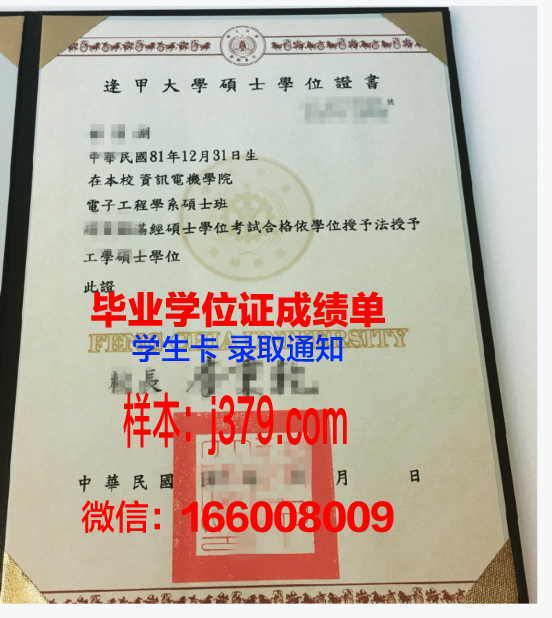 逢甲大學碩士學位證書
號
中華民國81年12月31日生
在本校 資訊電機學院
電子工程學系碩士班
經碩士學位考試合格依學位授予法授予
工學碩士學位
此證
毕业学位证成绩单
FENG CHIA UNIVERSITY
学生卡 录取通知
校長
样本：j379.com
中華民國 月 日
微信：166008009